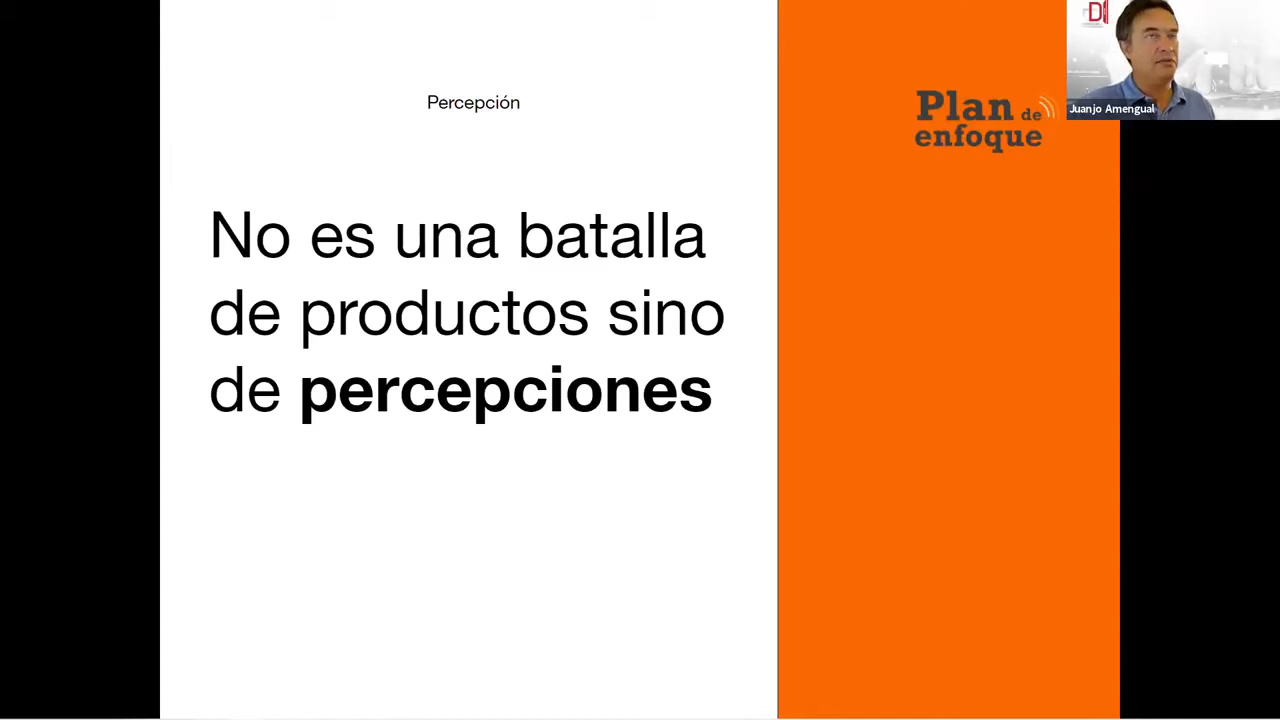 Percepción
No es una batalla
de productos sino
de percepciones
Plan de
enfoque
D
Juanjo Amengual